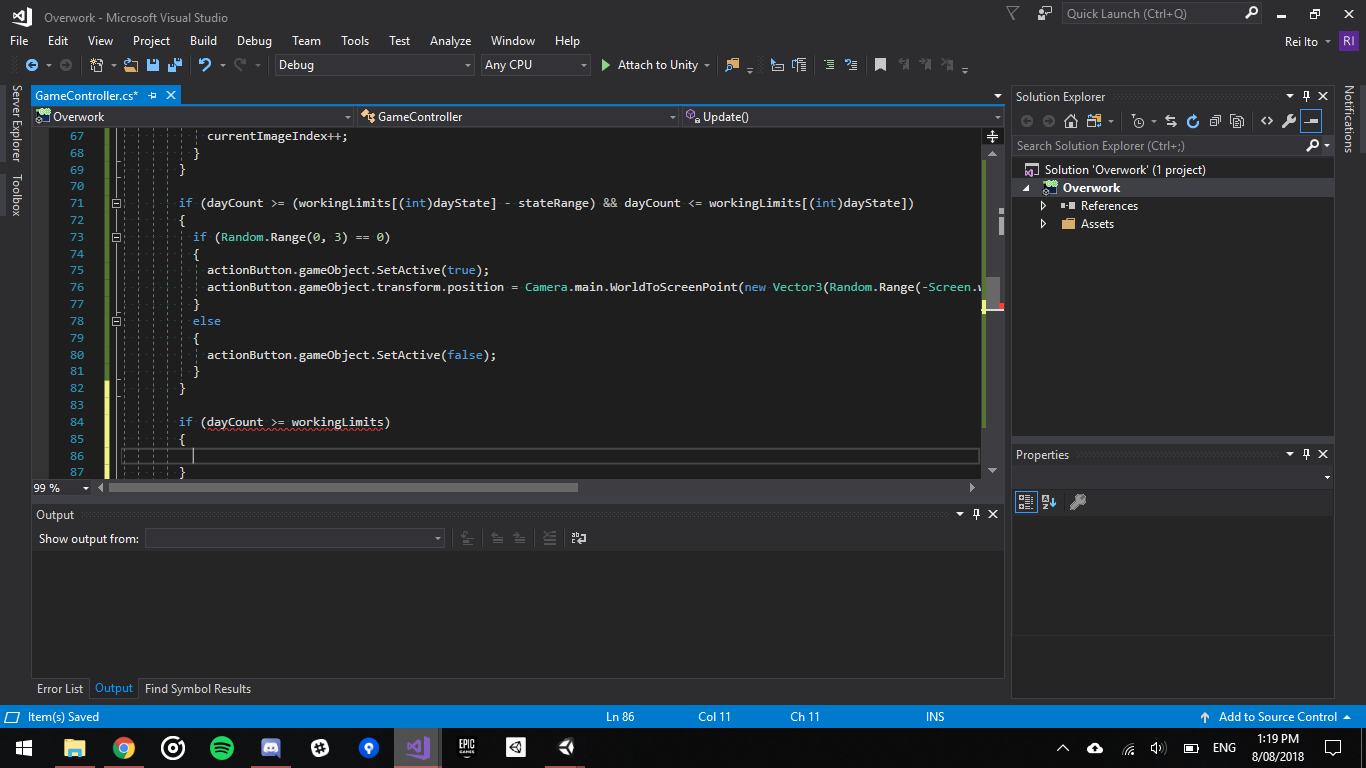 Overwork - Microsoft Visual Studio
Quick Launch (Ctrl+Q)
File Edit View Project Build Debug Team Tools Test Analyze Window Help
Rei Ito RI
Debug Any CPU Attach to Unity
Server Explorer
Toolbox
GameController.cs*
Overwork GameController Update()
67 currentImageIndex++;
68 }
69 }
70
71 if (dayCount >= (workingLimits[(int)dayState] - stateRange) && dayCount <= workingLimits[(int)dayState])
72 {
73 if (Random.Range(0, 3) == 0)
74 {
75 actionButton.gameObject.SetActive(true);
76 actionButton.gameObject.transform.position = Camera.main.WorldToScreenPoint(new Vector3(Random.Range(-Screen.w
77 }
78 else
79 {
80 actionButton.gameObject.SetActive(false);
81 }
82 }
83
84 if (dayCount >= workingLimits)
85 {
86
87 }
99 %
Output
Show output from:
Error List Output Find Symbol Results
Solution Explorer
Search Solution Explorer (Ctrl+;)
Solution 'Overwork' (1 project)
Overwork
References
Assets
Properties
Notifications
Item(s) Saved Ln 86 Col 11 Ch 11 INS Add to Source Control
EPIC GAMES
ENG
1:19 PM
8/08/2018